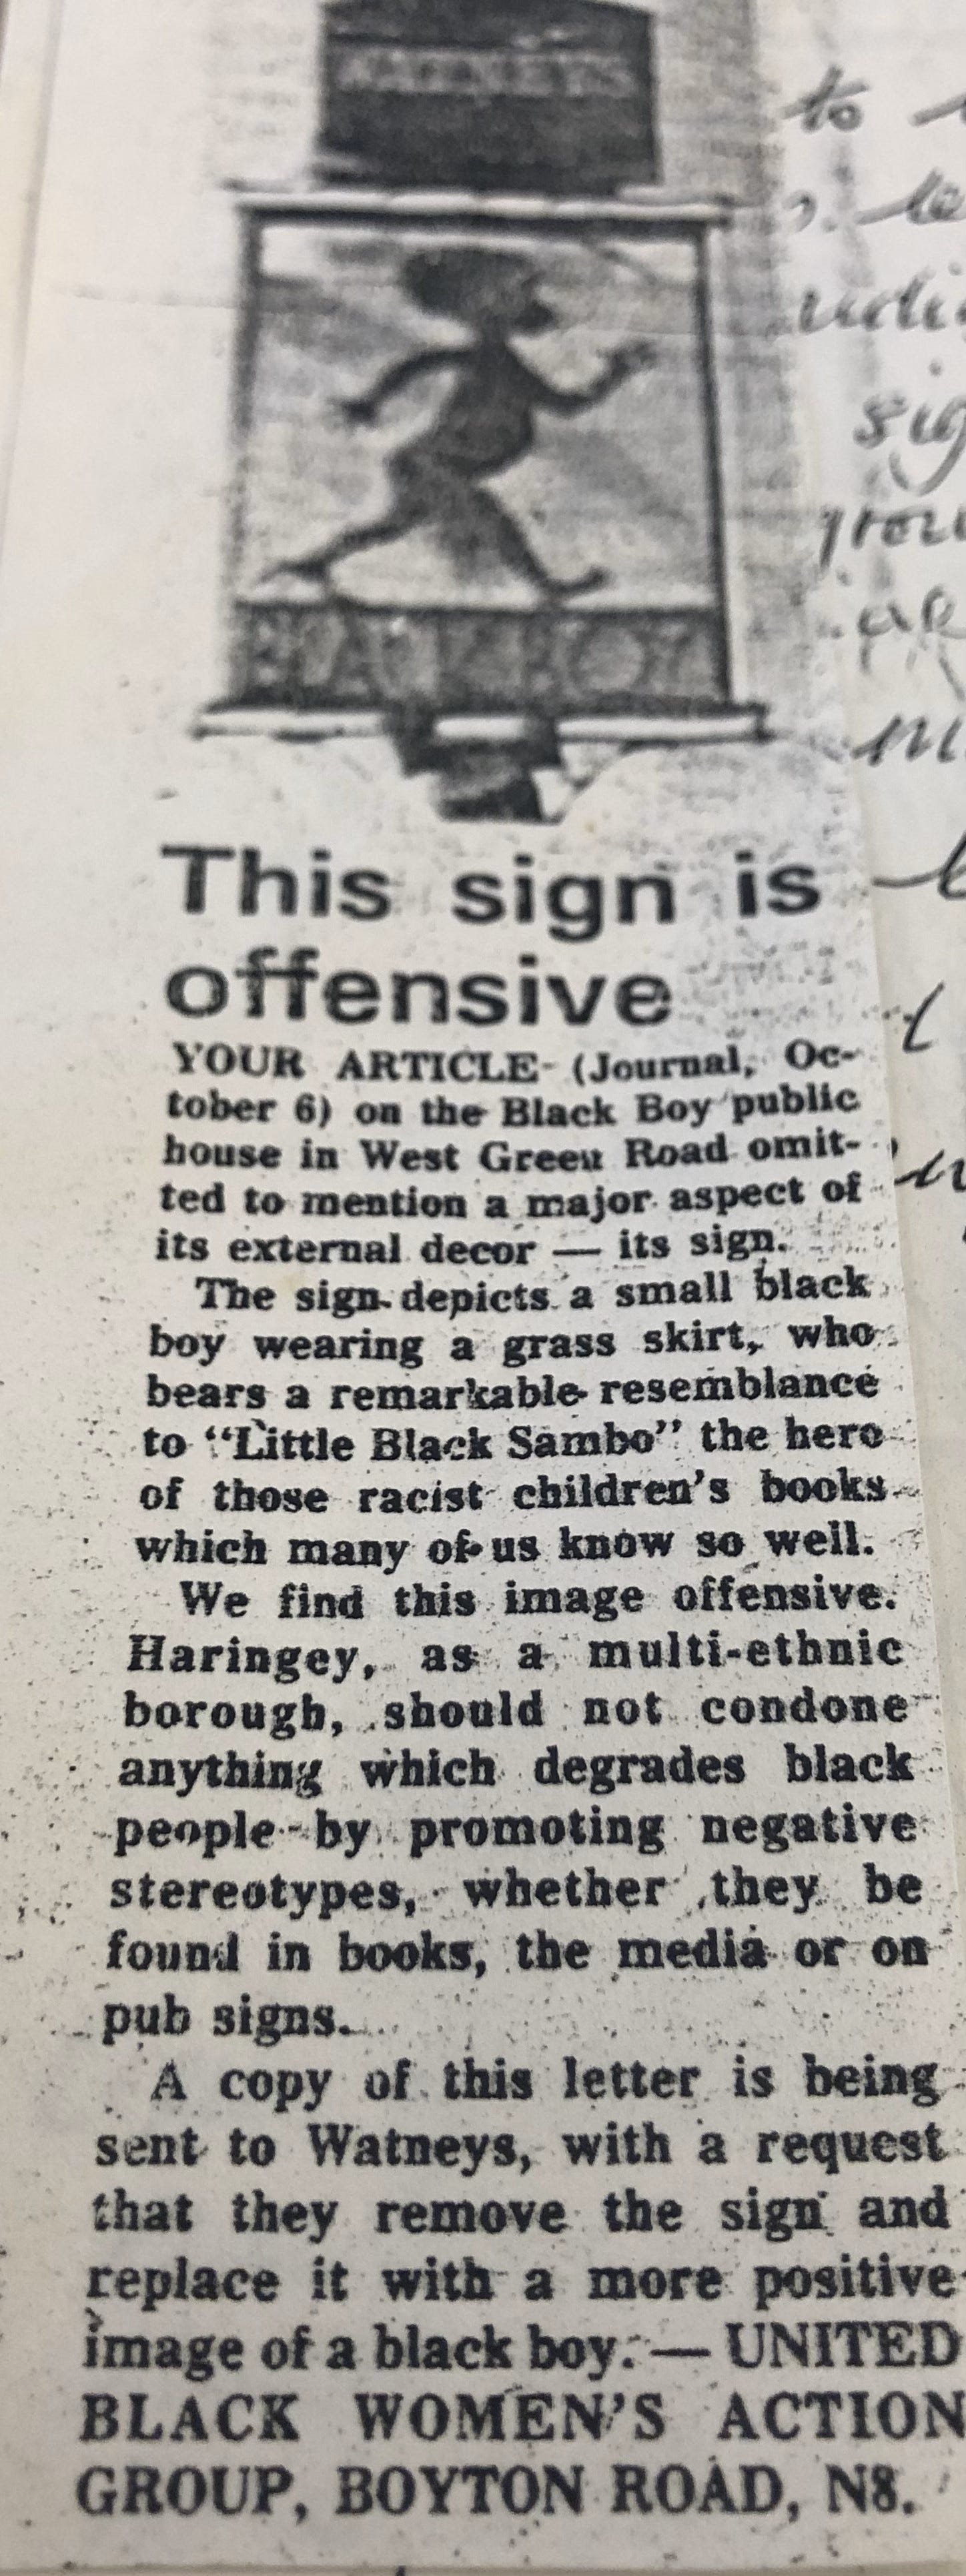 WATNEYS
BLACK BOY
to
le
sig
This sign is
offensive
YOUR ARTICLE (Journal, Oc-
tober 6) on the Black Boy public
house in West Green Road omit-
ted to mention a major aspect of
its external decor — its sign.
The sign depicts a small black
boy wearing a grass skirt, who
bears a remarkable resemblance
to "Little Black Sambo" the hero
of those racist children's books
which many of us know so well.
We find this image offensive.
Haringey, as a multi-ethnic
borough, should not condone
anything which degrades black
people by promoting negative
stereotypes, whether they be
found in books, the media or on
pub signs.
A copy of this letter is being
sent to Watneys, with a request
that they remove the sign and
replace it with a more positive
image of a black boy. — UNITED
BLACK WOMEN'S ACTION
GROUP, BOYTON ROAD, N8.